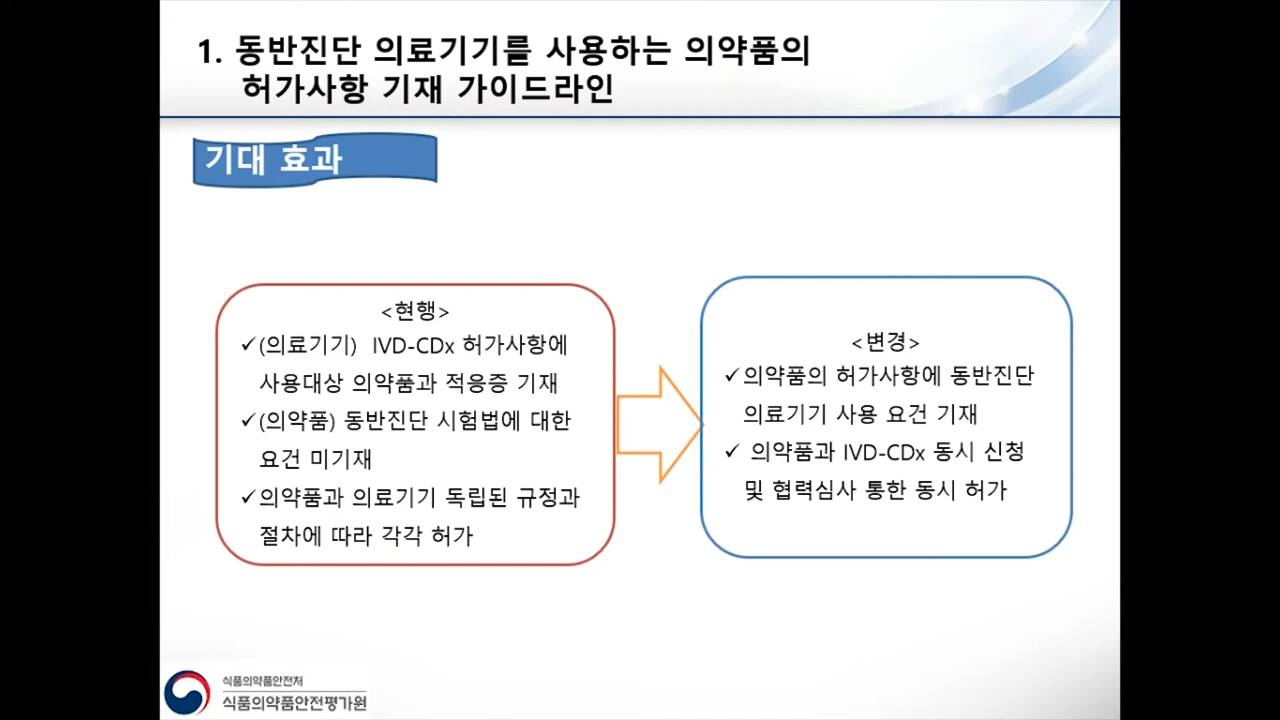 1. 동반진단 의료기기를 사용하는 의약품의
허가사항 기재 가이드라인
기대 효과
<현행>
✓(의료기기) IVD-CDx 허가사항에
사용대상 의약품과 적응증 기재
✓(의약품) 동반진단 시험법에 대한
요건 미기재
✓의약품과 의료기기 독립된 규정과
절차에 따라 각각 허가
<변경>
✓의약품의 허가사항에 동반진단
의료기기 사용 요건 기재
✓ 의약품과 IVD-CDx 동시 신청
및 협력심사 통한 동시 허가
식품의약품안전처
식품의약품안전평가원